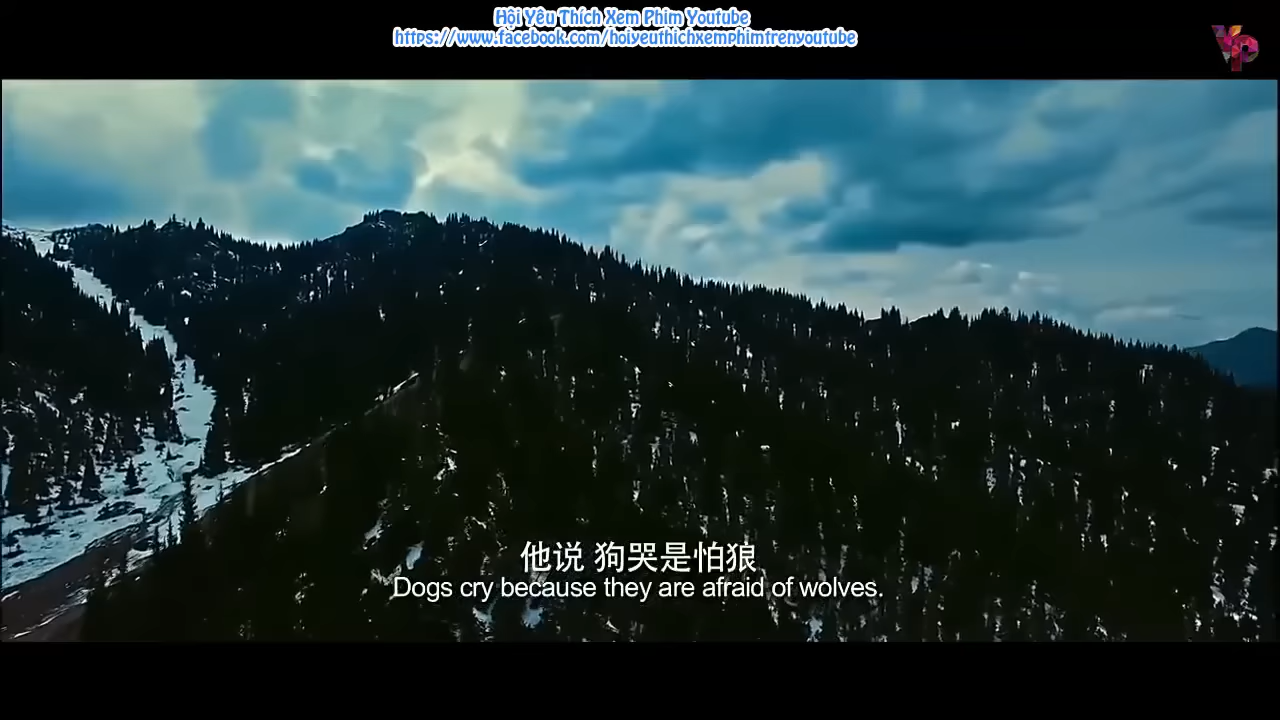 Hội Yêu Thích Xem Phim Youtube
https://www.facebook.com/hoiyeuthichxemphimtrenyoutube
VP
他说 狗哭是怕狼
Dogs cry because they are afraid of wolves.